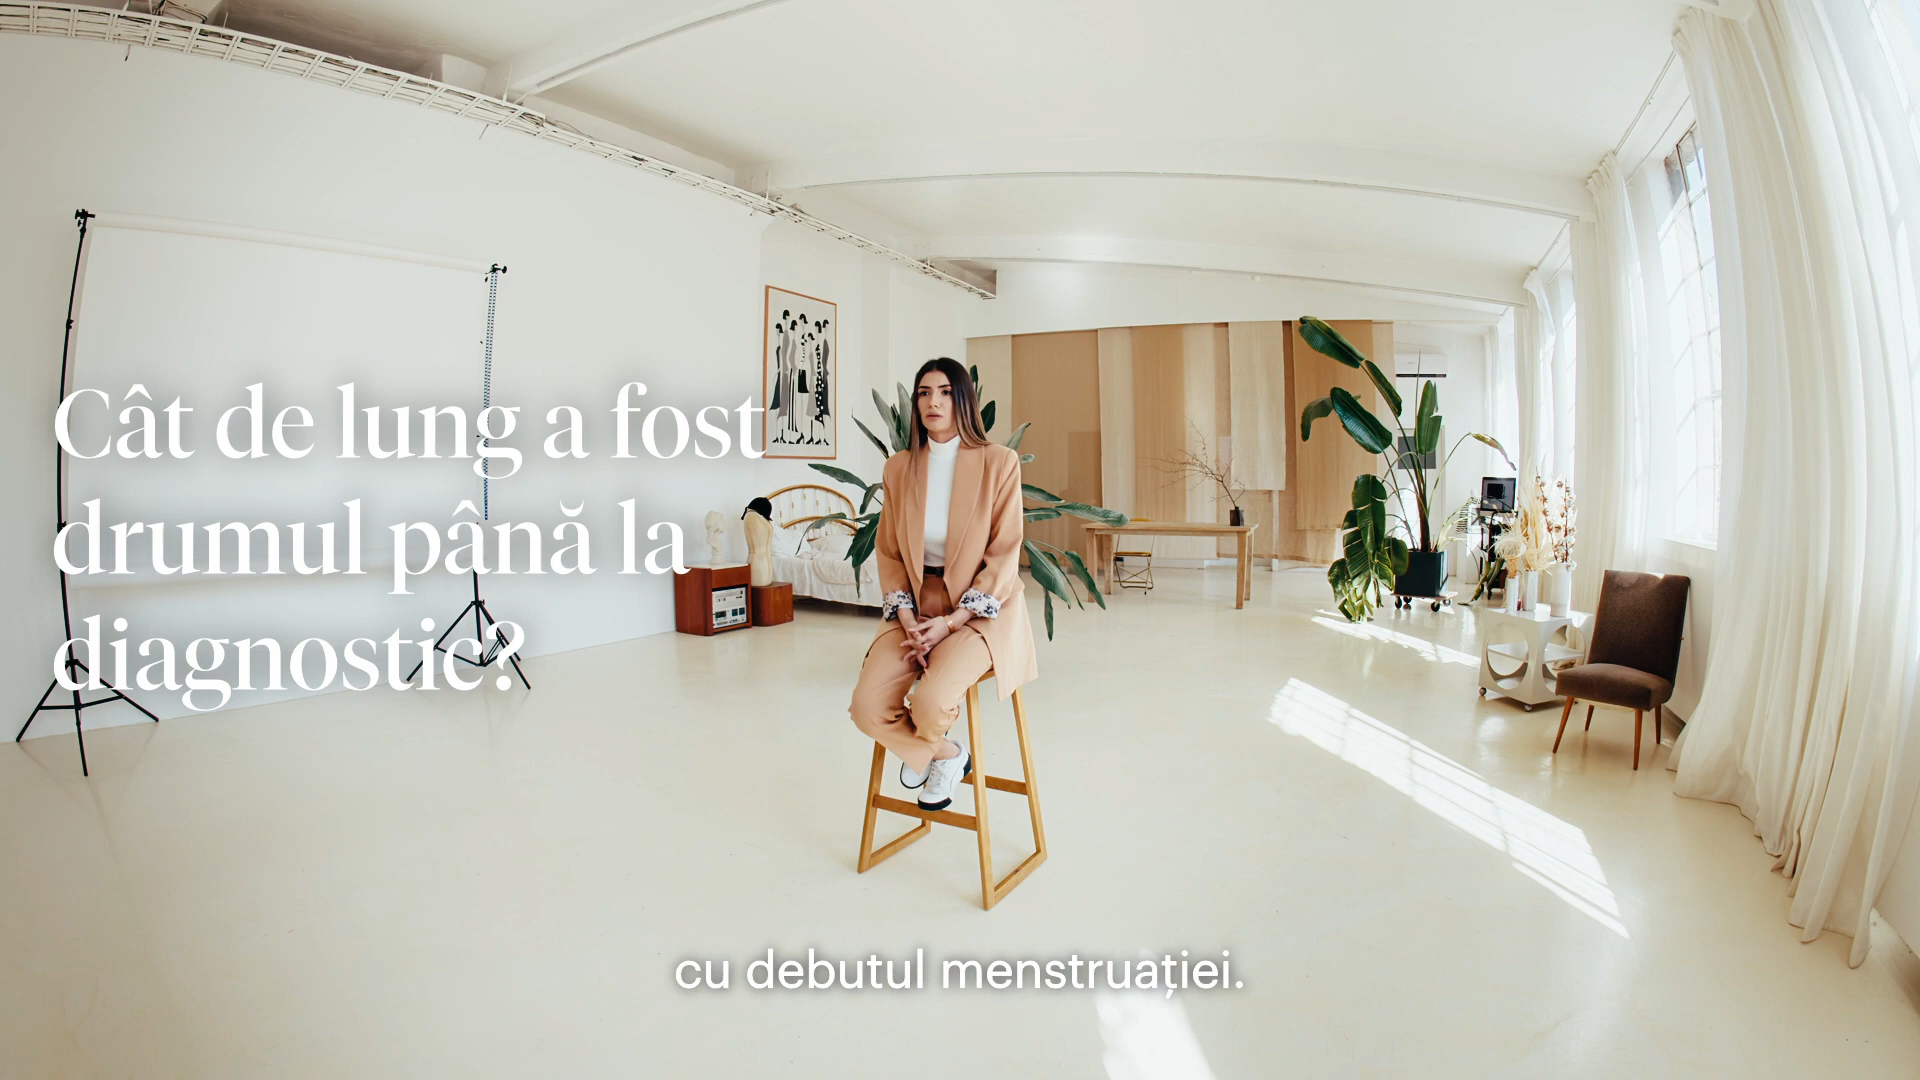 Cât de lung a fost
drumul până la
diagnostic?
cu debutul menstruației.